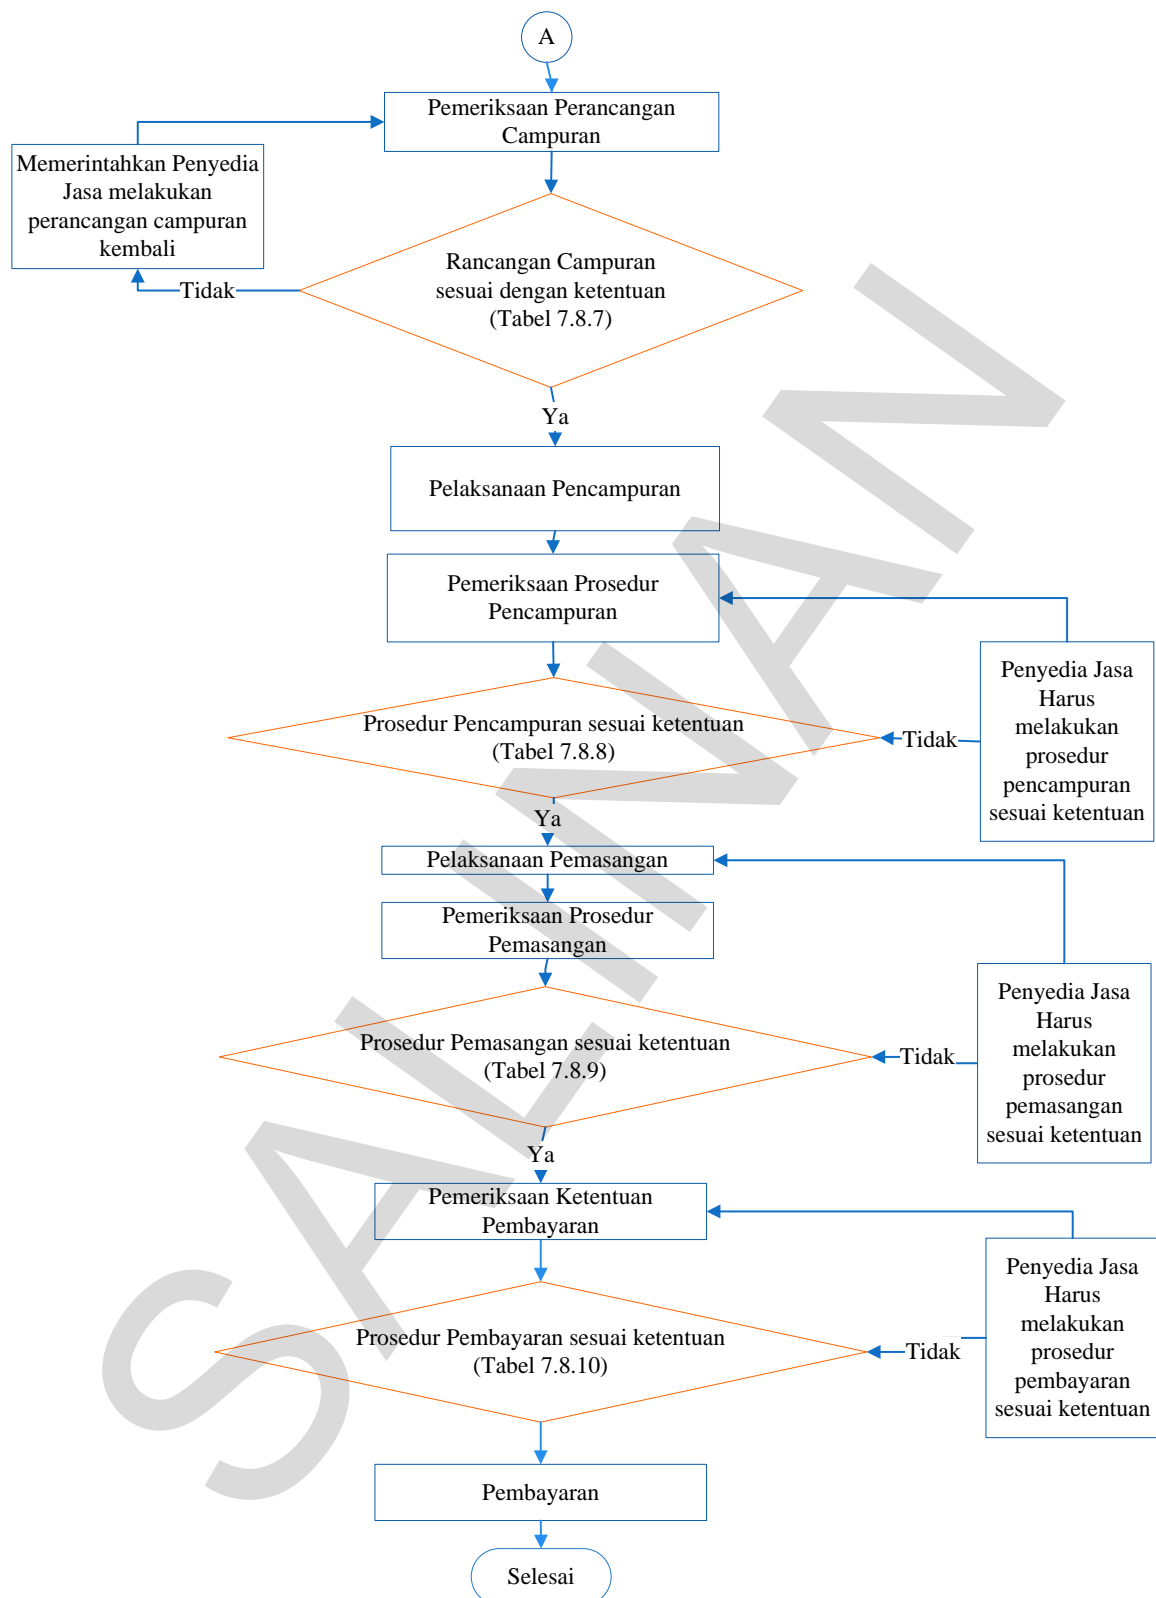 A
Pemeriksaan Perancangan
Campuran
Memerintahkan Penyedia
Jasa melakukan
perancangan campuran
kembali
Rancangan Campuran
sesuai dengan ketentuan
(Tabel 7.8.7)
Tidak
Ya
Pelaksanaan Pencampuran
Pemeriksaan Prosedur
Pencampuran
Penyedia Jasa
Harus
melakukan
prosedur
pencampuran
sesuai ketentuan
Prosedur Pencampuran sesuai ketentuan
(Tabel 7.8.8)
Tidak
Ya
Pelaksanaan Pemasangan
Pemeriksaan Prosedur
Pemasangan
Penyedia Jasa
Harus
melakukan
prosedur
pemasangan
sesuai ketentuan
Prosedur Pemasangan sesuai ketentuan
(Tabel 7.8.9)
Tidak
Ya
Pemeriksaan Ketentuan
Pembayaran
Penyedia Jasa
Harus
melakukan
prosedur
pembayaran
sesuai ketentuan
Prosedur Pembayaran sesuai ketentuan
(Tabel 7.8.10)
Tidak
Pembayaran
Selesai
SALINAN